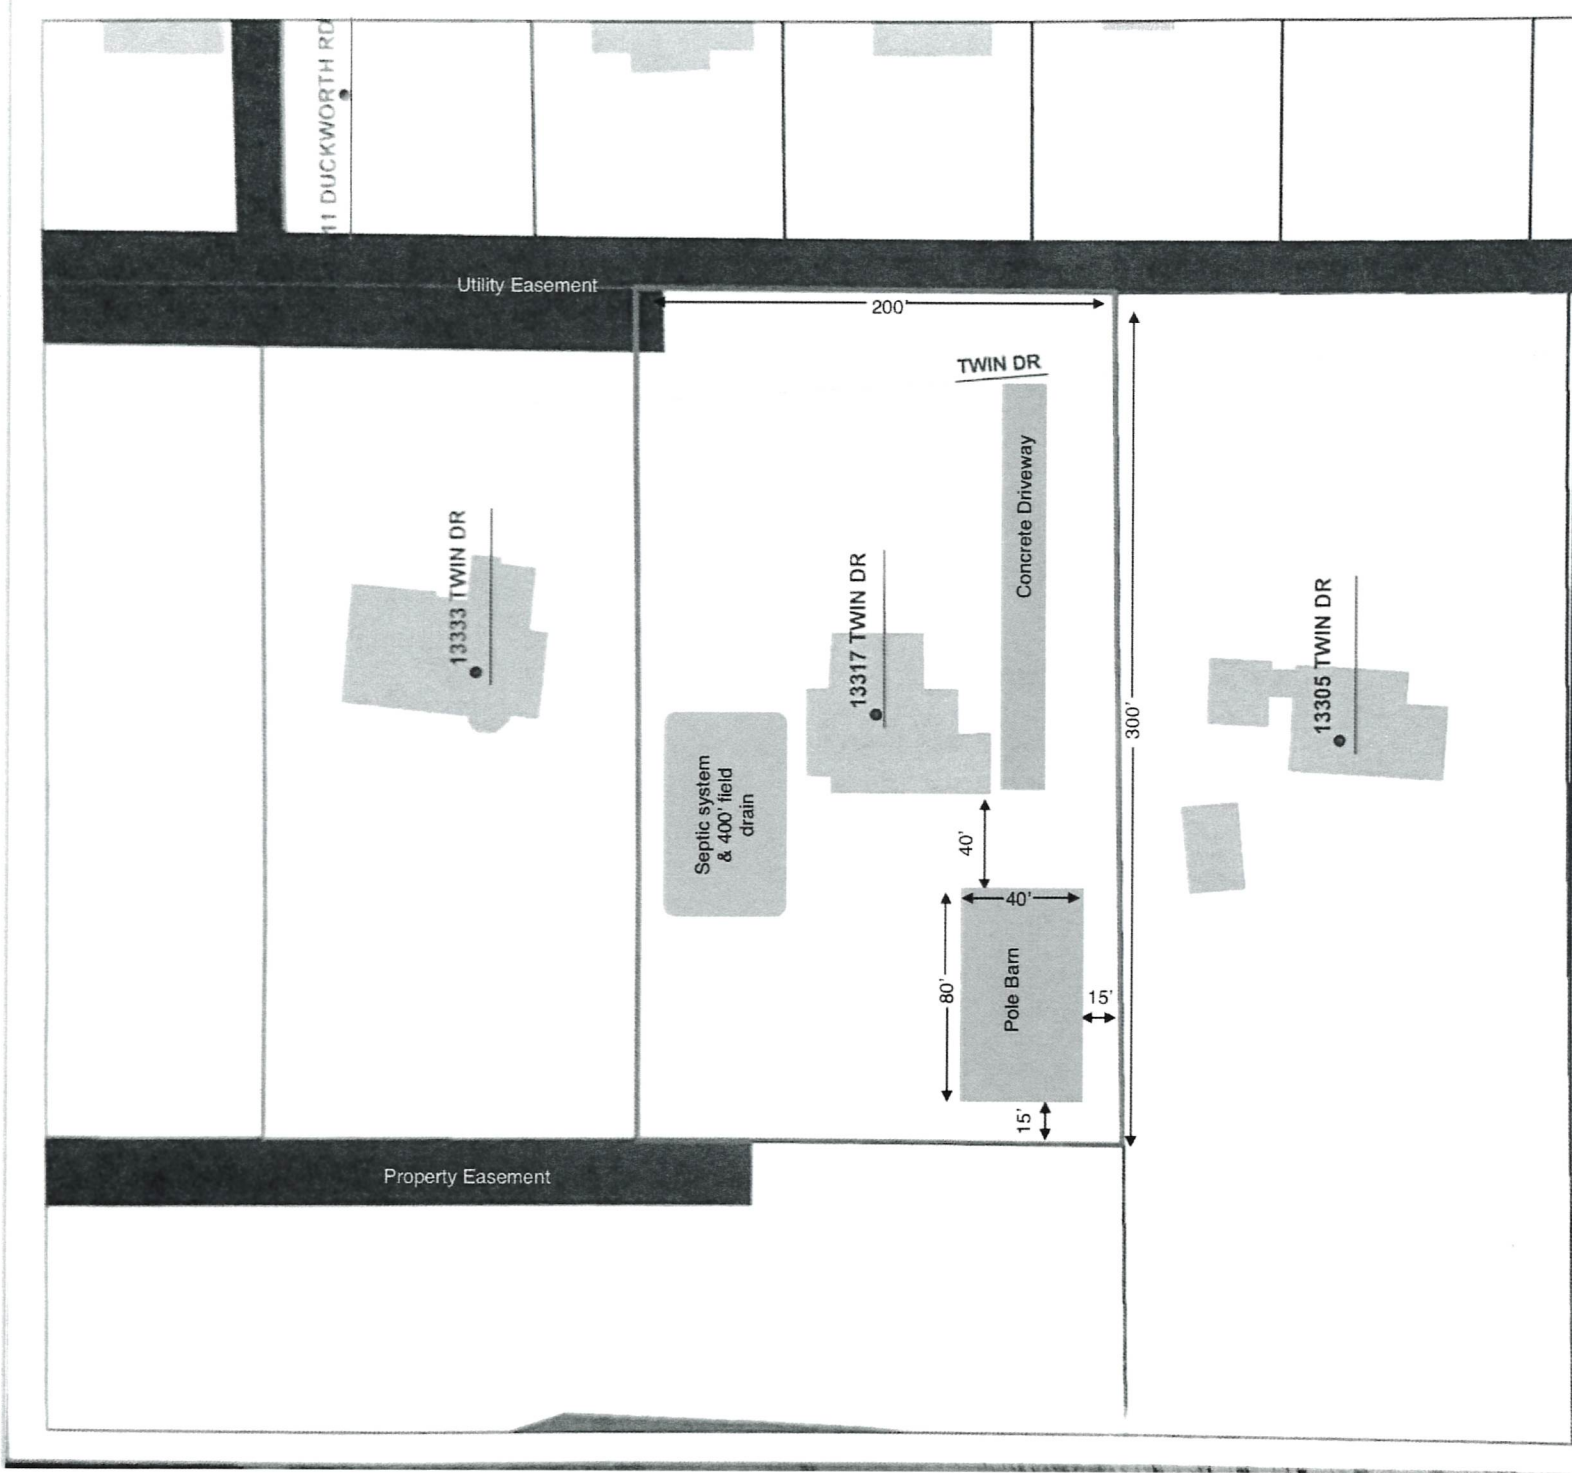 11 DUCKWORTH RD
Utility Easement
200'
TWIN DR
Concrete Driveway
13333 TWIN DR
13317 TWIN DR
13305 TWIN DR
300'
Septic system
& 400' field
drain
40'
40'
80'
Pole Barn
15'
15'
Property Easement